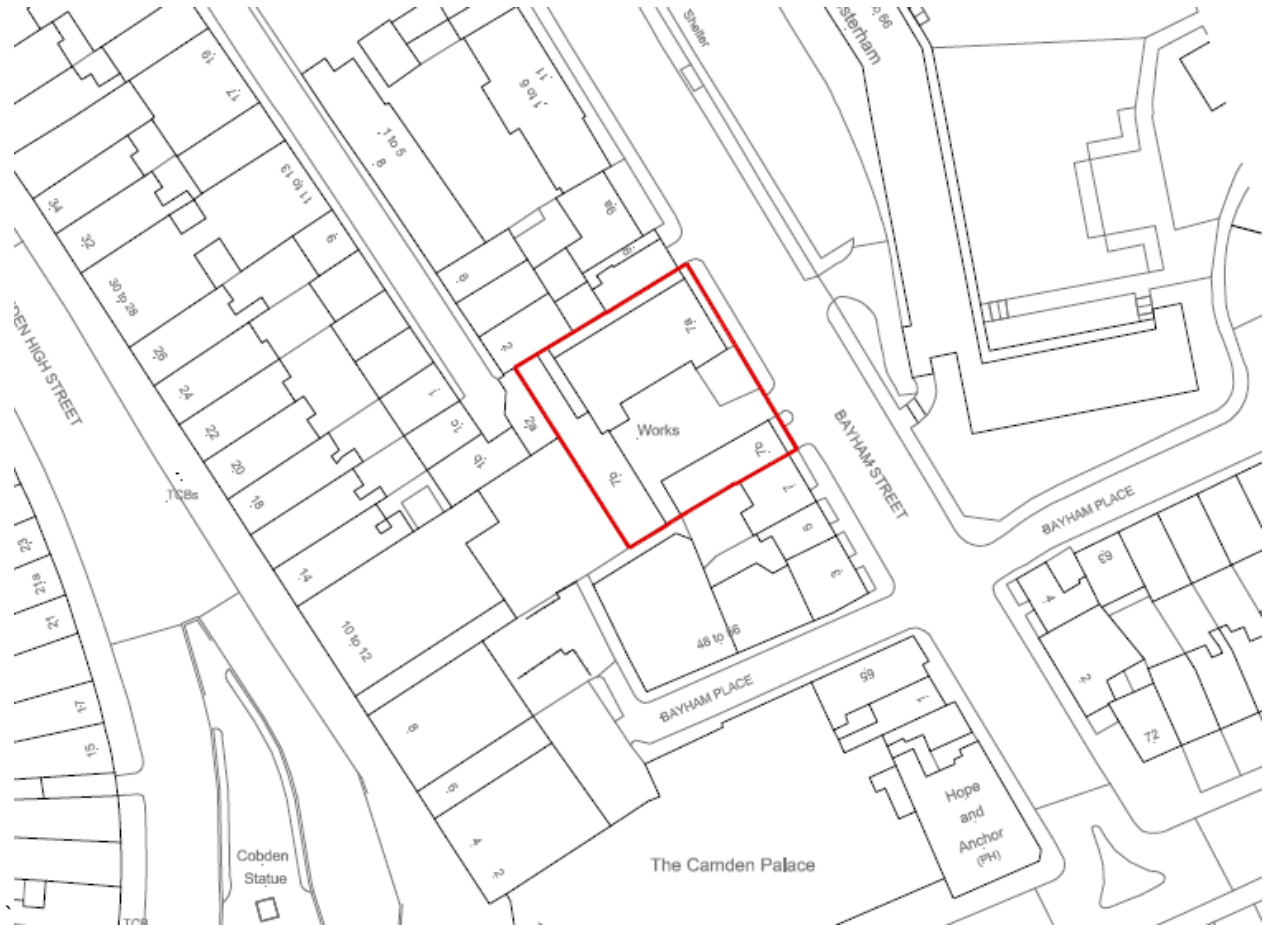 Shelter
sterham
19
17
11
1 to 6
1 to 5
8
11 to 13
34
32
30 to 28
9
9a
6
2
26
24
22
20
18
14
1
1c
1b
2a
7a
Works
7b
7b
7
5
3
DEN HIGH STREET
TCBs
BAYHAM STREET
BAYHAM PLACE
63
4
2
72
23
21a
21
17
15
10 to 12
8
6
4
2
48 to 56
BAYHAM PLACE
65
1
Hope
and
Anchor
(PH)
The Camden Palace
Cobden
Statue
TCB